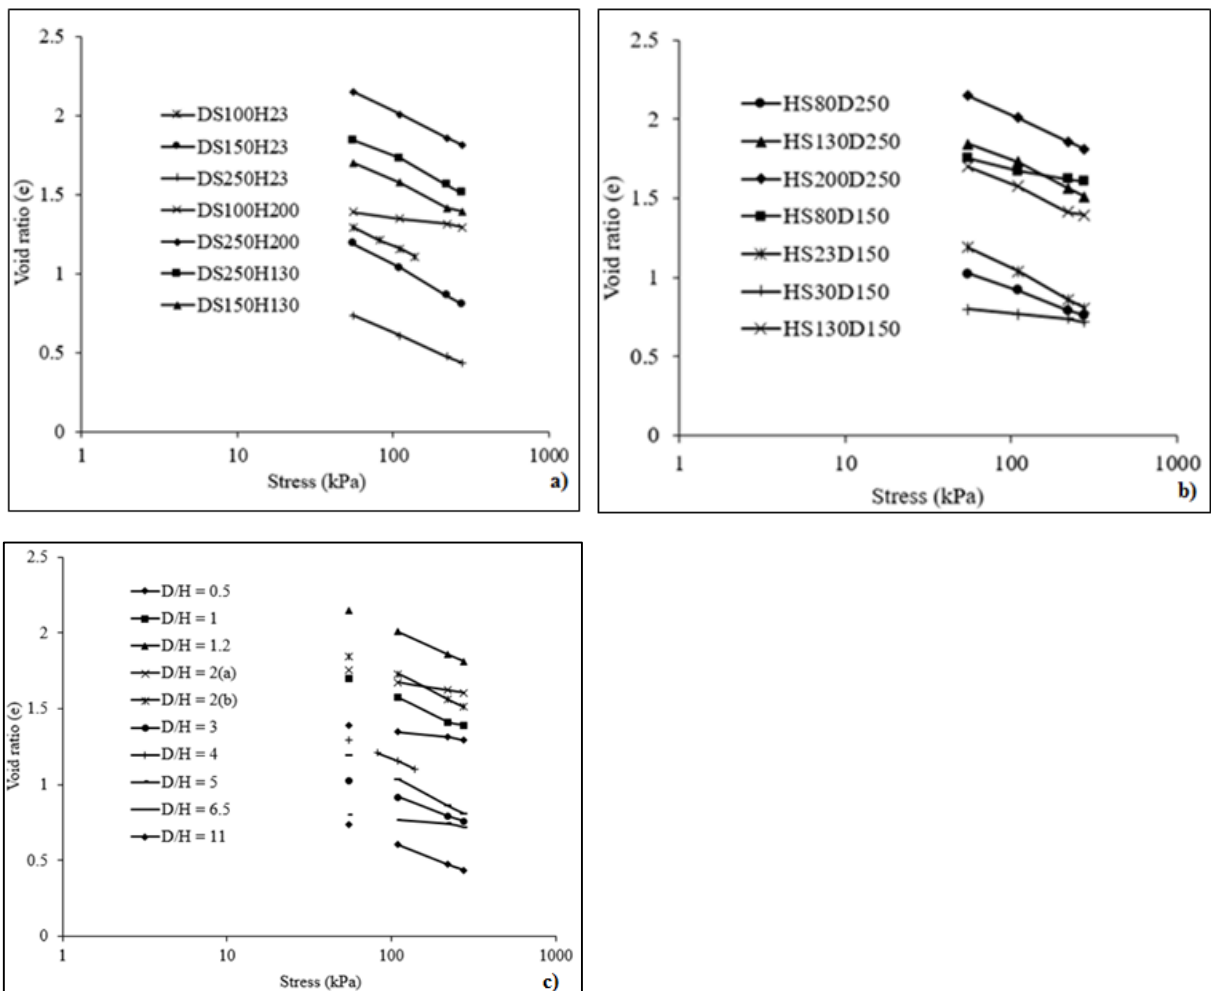 2.5
2
1.5
1
0.5
0
Void ratio (e)
DS100H23
DS150H23
DS250H23
DS100H200
DS250H200
DS250H130
DS150H130
1 10 100 1000
Stress (kPa)
a)
2.5
2
1.5
1
0.5
0
Void ratio (e)
HS80D250
HS130D250
HS200D250
HS80D150
HS23D150
HS30D150
HS130D150
1 10 100 1000
Stress (kPa)
b)
2.5
2
1.5
1
0.5
0
Void ratio (e)
D/H = 0.5
D/H = 1
D/H = 1.2
D/H = 2(a)
D/H = 2(b)
D/H = 3
D/H = 4
D/H = 5
D/H = 6.5
D/H = 11
1 10 100 1000
Stress (kPa)
c)